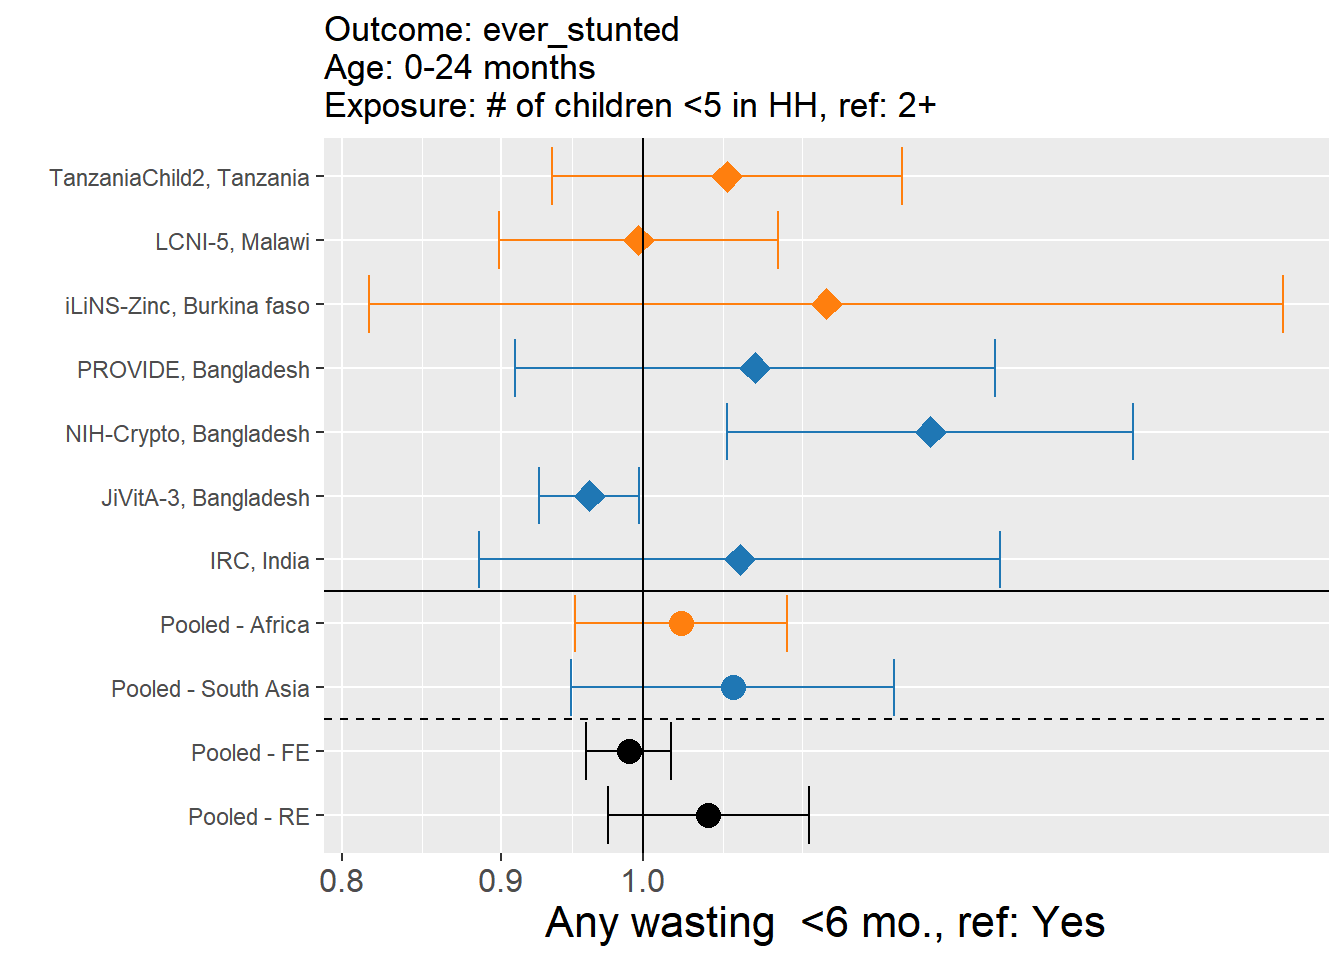 Outcome: ever_stunted
Age: 0-24 months
Exposure: # of children <5 in HH, ref: 2+
TanzaniaChild2, Tanzania
LCNI-5, Malawi
iLiNS-Zinc, Burkina faso
PROVIDE, Bangladesh
NIH-Crypto, Bangladesh
JiVitA-3, Bangladesh
IRC, India
Pooled - Africa
Pooled - South Asia
Pooled - FE
Pooled - RE
0.8 0.9 1.0
Any wasting  <6 mo., ref: Yes